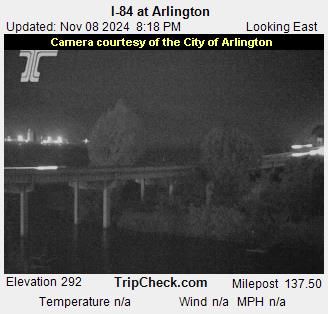 I-84 at Arlington
Updated: Nov 08 2024 8:18 PM Looking East
Camera courtesy of the City of Arlington
Elevation 292 TripCheck.com Milepost 137.50
Temperature n/a Wind n/a MPH n/a